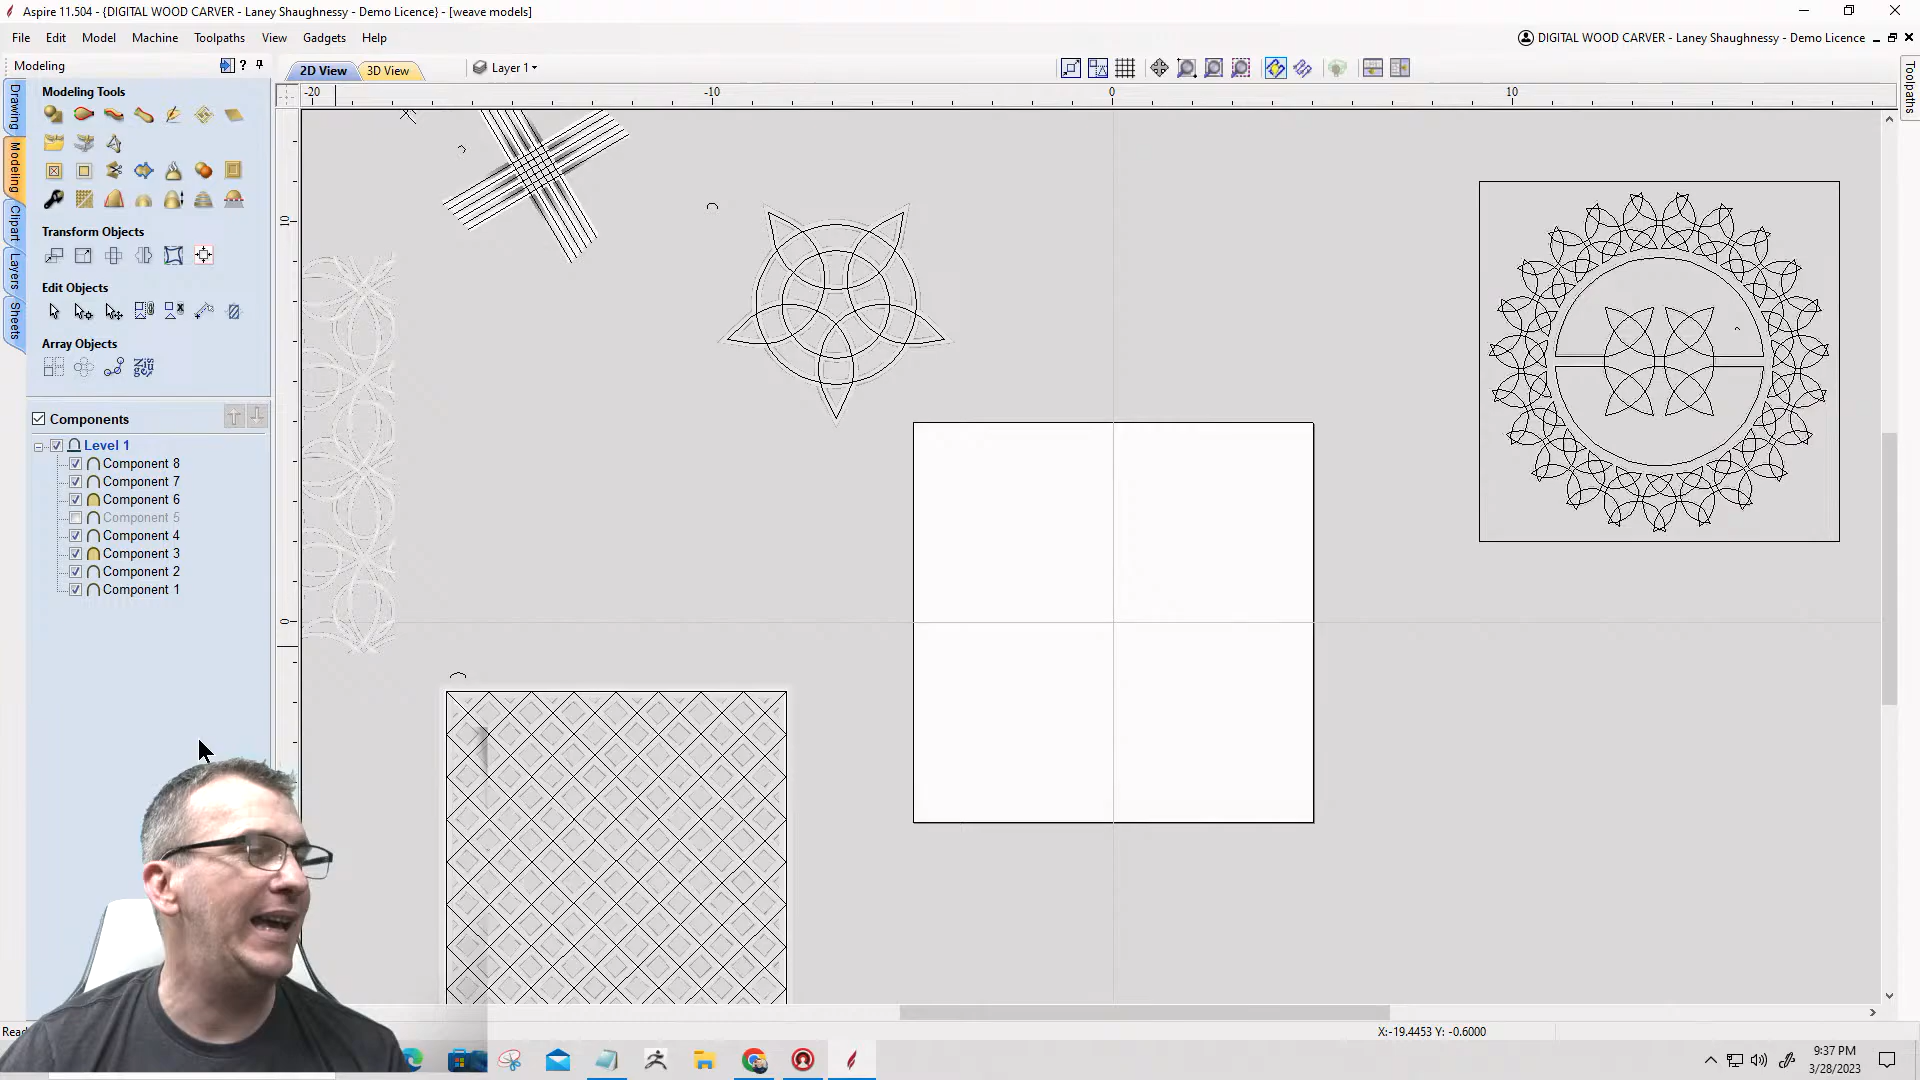 Aspire 11.504 - {DIGITAL WOOD CARVER - Laney Shaughnessy - Demo Licence} - [weave models]
File Edit Model Machine Toolpaths View Gadgets Help
DIGITAL WOOD CARVER - Laney Shaughnessy - Demo Licence
Modeling
2D View
3D View
Layer 1
-20
-10
0
10
0
Drawing
Modeling
Clipart
Layers
Sheets
Toolpaths
Modeling Tools
Transform Objects
Edit Objects
Array Objects
Components
Level 1
Component 8
Component 7
Component 6
Component 5
Component 4
Component 3
Component 2
Component 1
10
0
X:-19.4453 Y: -0.6000
9:37 PM
3/28/2023